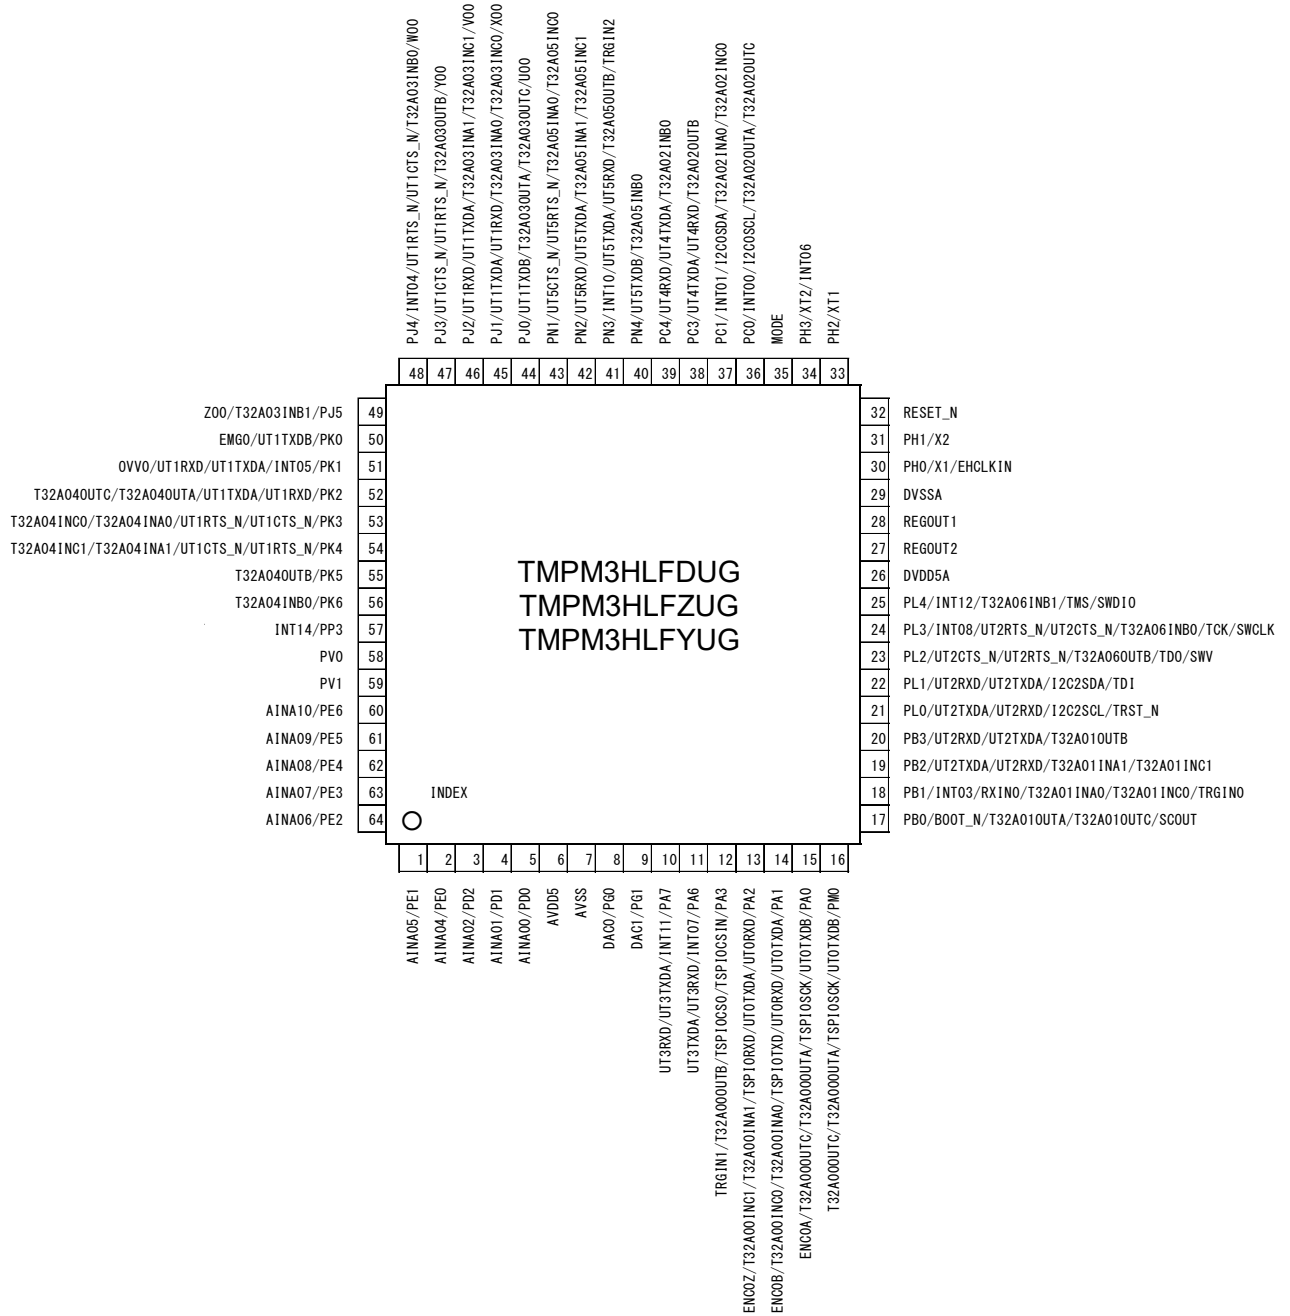 PJ4/INT04/UT1RTS_N/UT1CTS_N/T32A03INB0/WO0
PJ3/UT1CTS_N/UT1RTS_N/T32A03OUTB/YO0
PJ2/UT1RXD/UT1TXDA/T32A03INA1/T32A03INC1/VO0
PJ1/UT1TXDA/UT1RXD/T32A03INA0/T32A03INC0/XO0
PJ0/UT1TXDB/T32A03OUTA/T32A03OUTC/UO0
PN1/UT5CTS_N/UT5RTS_N/T32A05INA0/T32A05INC0
PN2/UT5RXD/UT5TXDA/T32A05INA1/T32A05INC1
PN3/INT10/UT5TXDA/UT5RXD/T32A05OUTB/TRGIN2
PN4/UT5TXDB/T32A05INB0
PC4/UT4RXD/UT4TXDA/T32A02INB0
PC3/UT4TXDA/UT4RXD/T32A02OUTB
PC1/INT01/I2C0SDA/T32A02INA0/T32A02INC0
PC0/INT00/I2C0SCL/T32A02OUTA/T32A02OUTC
MODE
PH3/XT2/INT06
PH2/XT1
48 47 46 45 44 43 42 41 40 39 38 37 36 35 34 33
ZO0/T32A03INB1/PJ5 49
EMG0/UT1TXDB/PK0 50
OVV0/UT1RXD/UT1TXDA/INT05/PK1 51
T32A04OUTC/T32A04OUTA/UT1TXDA/UT1RXD/PK2 52
T32A04INC0/T32A04INA0/UT1RTS_N/UT1CTS_N/PK3 53
T32A04INC1/T32A04INA1/UT1CTS_N/UT1RTS_N/PK4 54
T32A04OUTB/PK5 55
T32A04INB0/PK6 56
INT14/PP3 57
PV0 58
PV1 59
AINA10/PE6 60
AINA09/PE5 61
AINA08/PE4 62
AINA07/PE3 63
AINA06/PE2 64
TMPM3HLFDUG
TMPM3HLFZUG
TMPM3HLFYUG
INDEX
32 RESET_N
31 PH1/X2
30 PH0/X1/EHCLKIN
29 DVSSA
28 REGOUT1
27 REGOUT2
26 DVDD5A
25 PL4/INT12/T32A06INB1/TMS/SWDIO
24 PL3/INT08/UT2RTS_N/UT2CTS_N/T32A06INB0/TCK/SWCLK
23 PL2/UT2CTS_N/UT2RTS_N/T32A06OUTB/TDO/SWV
22 PL1/UT2RXD/UT2TXDA/I2C2SDA/TDI
21 PL0/UT2TXDA/UT2RXD/I2C2SCL/TRST_N
20 PB3/UT2RXD/UT2TXDA/T32A01OUTB
19 PB2/UT2TXDA/UT2RXD/T32A01INA1/T32A01INC1
18 PB1/INT03/RXIN0/T32A01INA0/T32A01INC0/TRGIN0
17 PB0/BOOT_N/T32A01OUTA/T32A01OUTC/SCOUT
1 2 3 4 5 6 7 8 9 10 11 12 13 14 15 16
AINA05/PE1
AINA04/PE0
AINA02/PD2
AINA01/PD1
AINA00/PD0
AVDD5
AVSS
DAC0/PG0
DAC1/PG1
UT3RXD/UT3TXDA/INT11/PA7
UT3TXDA/UT3RXD/INT07/PA6
TRGIN1/T32A00OUTB/TSPI0CS0/TSPI0CSIN/PA3
ENC0Z/T32A00INC1/T32A00INA1/TSPI0RXD/UT0TXDA/UT0RXD/PA2
ENC0B/T32A00INC0/T32A00INA0/TSPI0TXD/UT0RXD/UT0TXDA/PA1
ENC0A/T32A00OUTC/T32A00OUTA/TSPI0SCK/UT0TXDB/PA0
T32A00OUTC/T32A00OUTA/TSPI0SCK/UT0TXDB/PM0